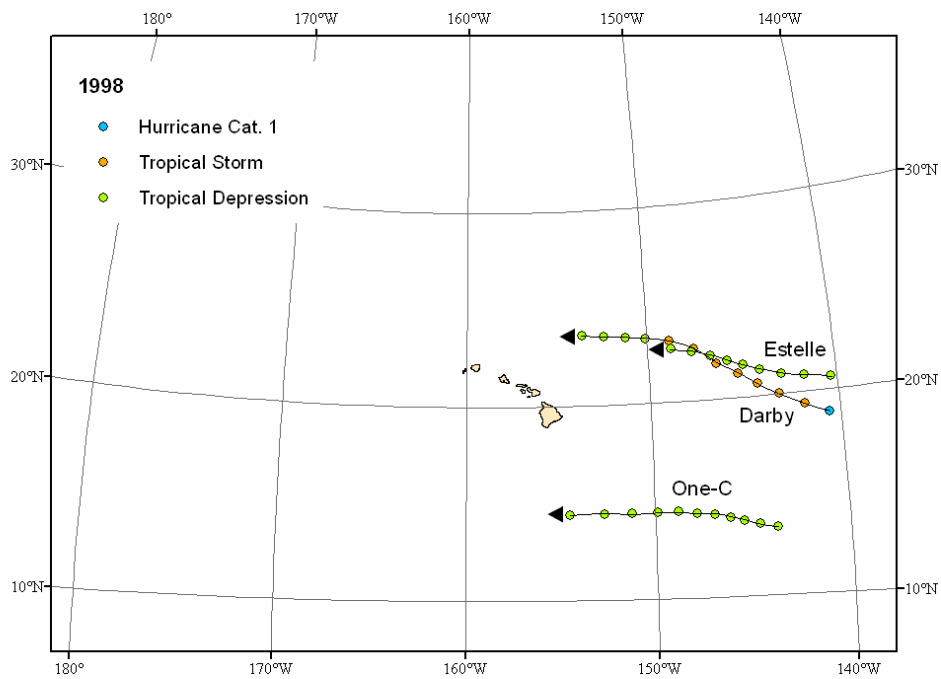 180° 170°W 160°W 150°W 140°W
1998
Hurricane Cat. 1
Tropical Storm
30°N 30°N
Tropical Depression
Estelle
20°N 20°N
Darby
One-C
10°N 10°N
180° 170°W 160°W 150°W 140°W